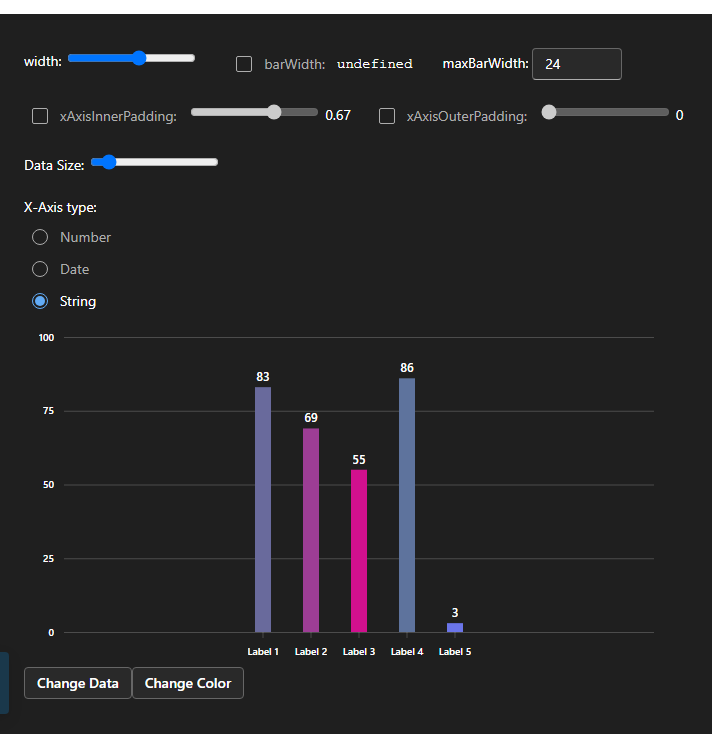 width: barWidth: undefined maxBarWidth: 24
xAxisInnerPadding: 0.67 xAxisOuterPadding: 0
Data Size:
X-Axis type:
Number
Date
String
100
86
83
75
69
55
50
25
3
0
Label 1 Label 2 Label 3 Label 4 Label 5
Change Data Change Color